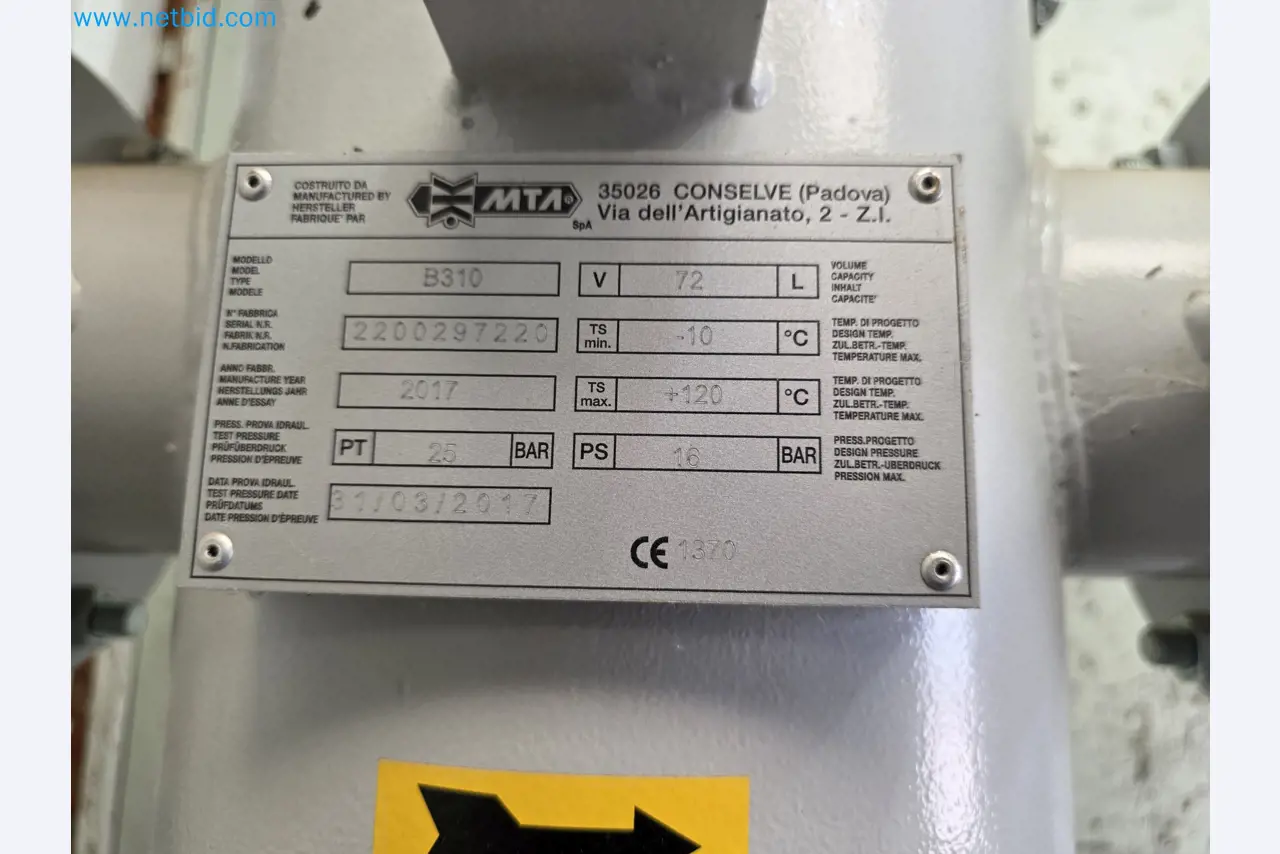 www.netbid.com
COSTRUITO DA
MANUFACTURED BY
HERSTELLER
FABRIQUE' PAR
MTA®
SpA
35026 CONSELVE (Padova)
Via dell'Artigianato, 2 - Z.I.
MODELLO
MODEL
TYPE
MODELE
B310
V 72 L
VOLUME
CAPACITY
INHALT
CAPACITE'
N° FABBRICA
SERIAL N.R.
FABRIK N.R.
N.FABRICATION
2200297220
TS min. -10 °C
TEMP. DI PROGETTO
DESIGN TEMP.
ZUL.BETR.-TEMP.
TEMPERATURE MAX.
ANNO FABBR.
MANUFACTURE YEAR
HERSTELLUNGS JAHR
ANNE D'ESSAY
2017
TS max. +120 °C
TEMP. DI PROGETTO
DESIGN TEMP.
ZUL.BETR.-TEMP.
TEMPERATURE MAX.
PRESS. PROVA IDRAUL.
TEST PRESSURE
PRÜFÜBERDRUCK
PRESSION D'ÉPREUVE
PT 25 BAR
PS 16 BAR
PRESS.PROGETTO
DESIGN PRESSURE
ZUL.BETR.-UBERDRUCK
PRESSION MAX.
DATA PROVA IDRAUL.
TEST PRESSURE DATE
PRÜFDATUMS
DATE PRESSION D'ÉPREUVE
31/03/2017
CE 1370